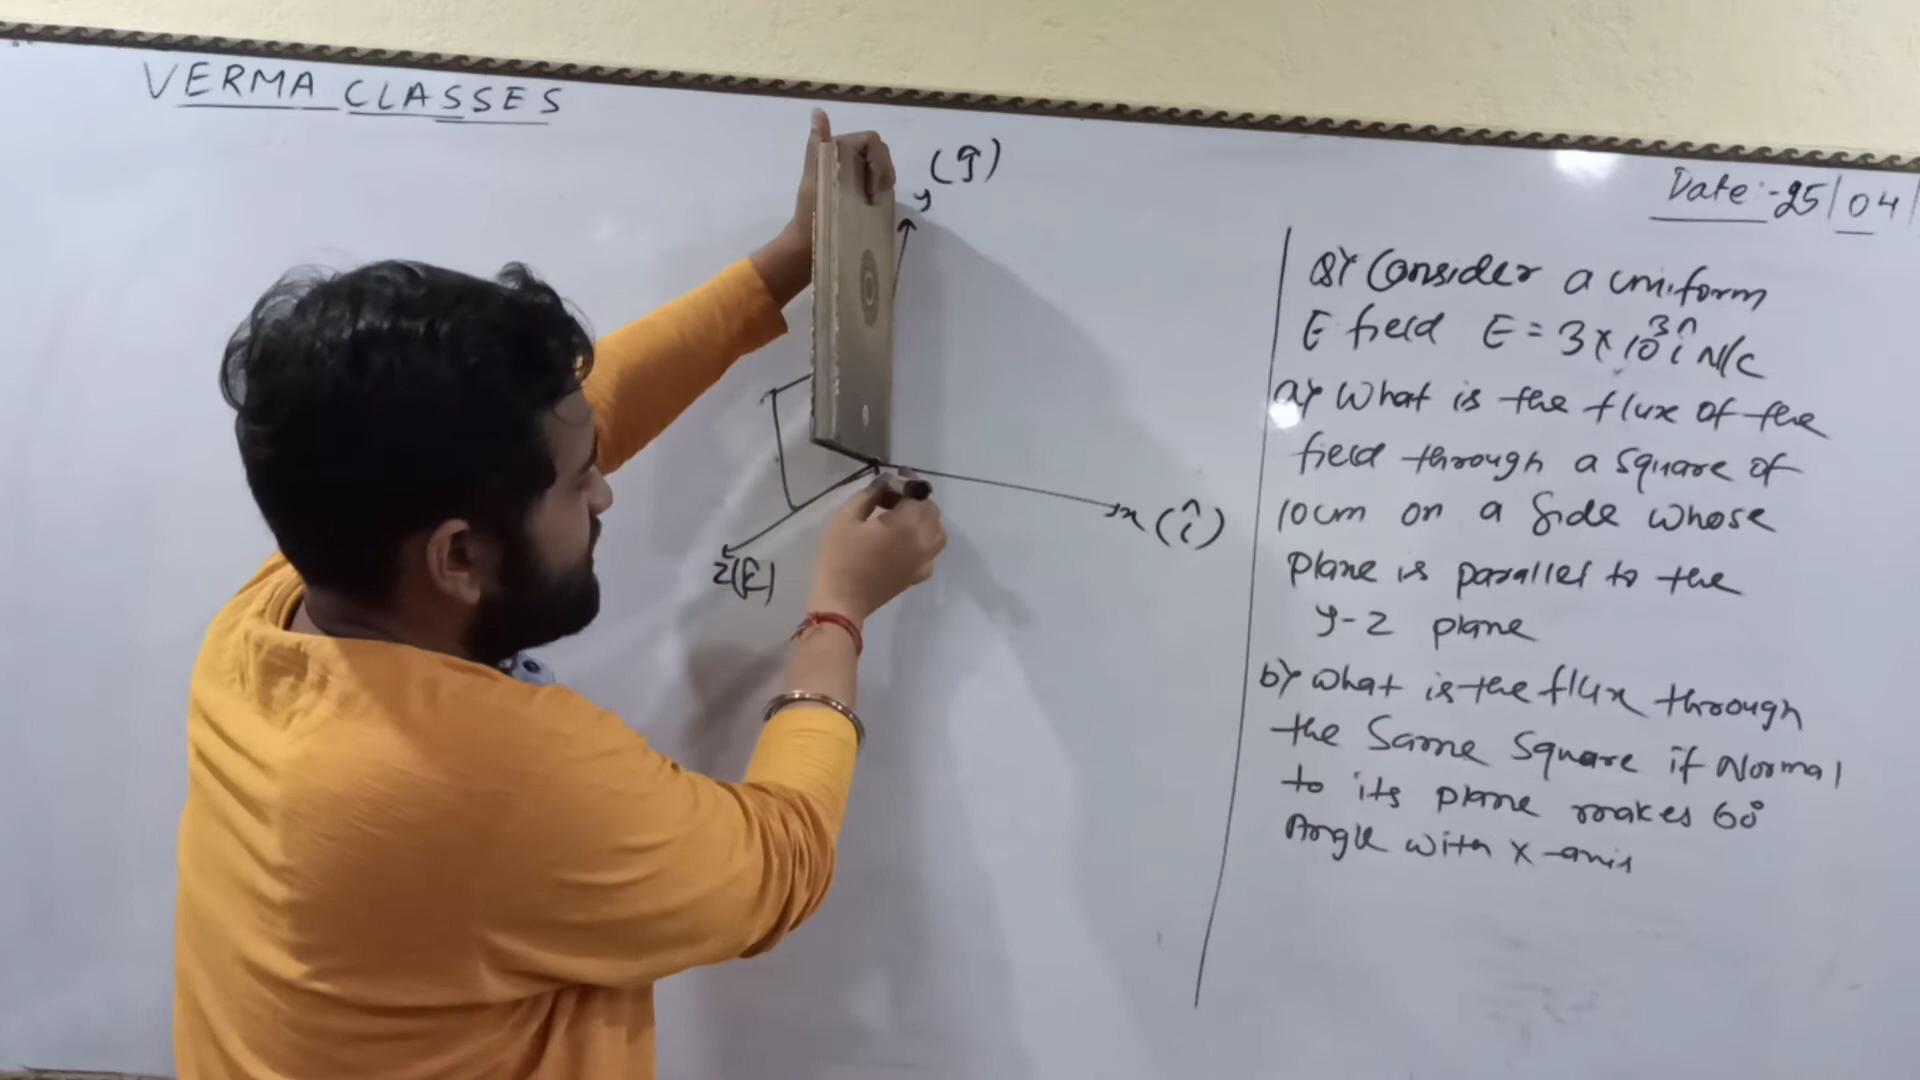 VERMA CLASSES
Date:-25/04/
(ĵ)
y
x (î)
z(k̂)
Q) Consider a uniform
E field E = 3 x 10³ î N/C
a) What is the flux of the
field through a square of
10cm on a side whose
plane is parallel to the
y-z plane
b) what is the flux through
the same square if Normal
to its plane makes 60°
Angle with x-axis